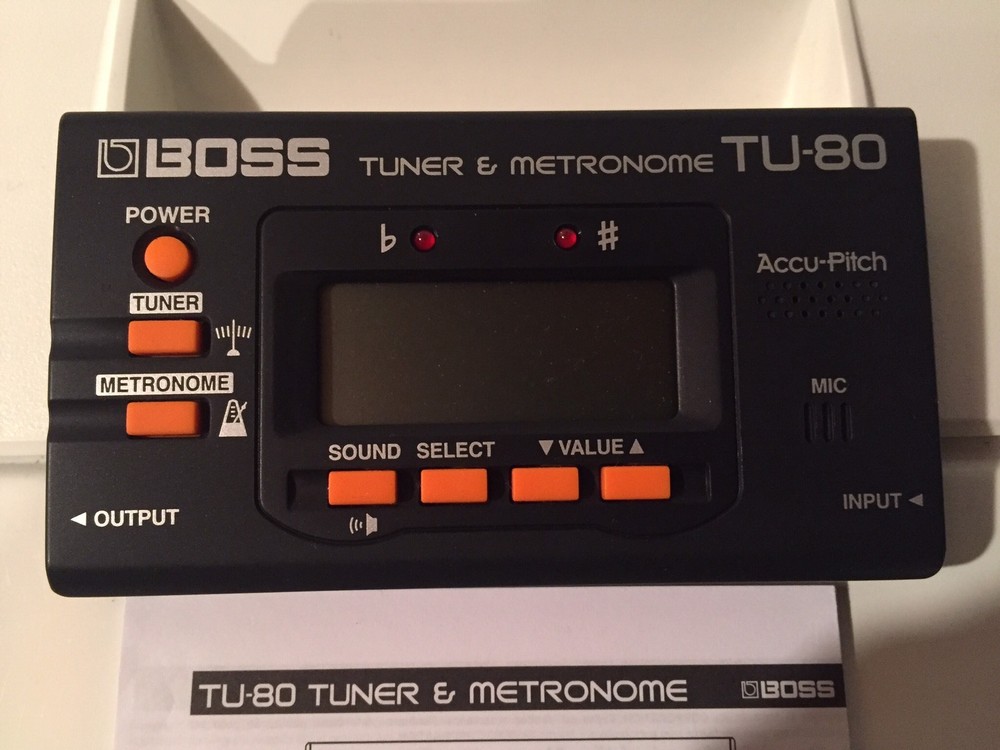 BOSS TUNER & METRONOME TU-80
POWER
♭ ♯
Accu-Pitch
TUNER
METRONOME
MIC
SOUND SELECT ▼ VALUE ▲
◄ OUTPUT
INPUT ◄
TU-80 TUNER & METRONOME BOSS